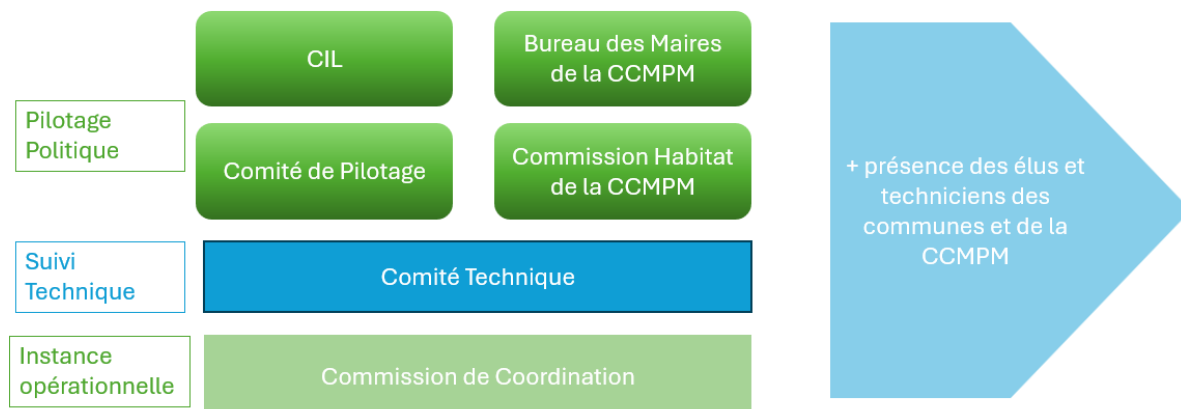 Pilotage
Politique
CIL
Bureau des Maires
de la CCMPM
Comité de Pilotage
Commission Habitat
de la CCMPM
Suivi
Technique
Comité Technique
Instance
opérationnelle
Commission de Coordination
+ présence des élus et
techniciens des
communes et de la
CCMPM